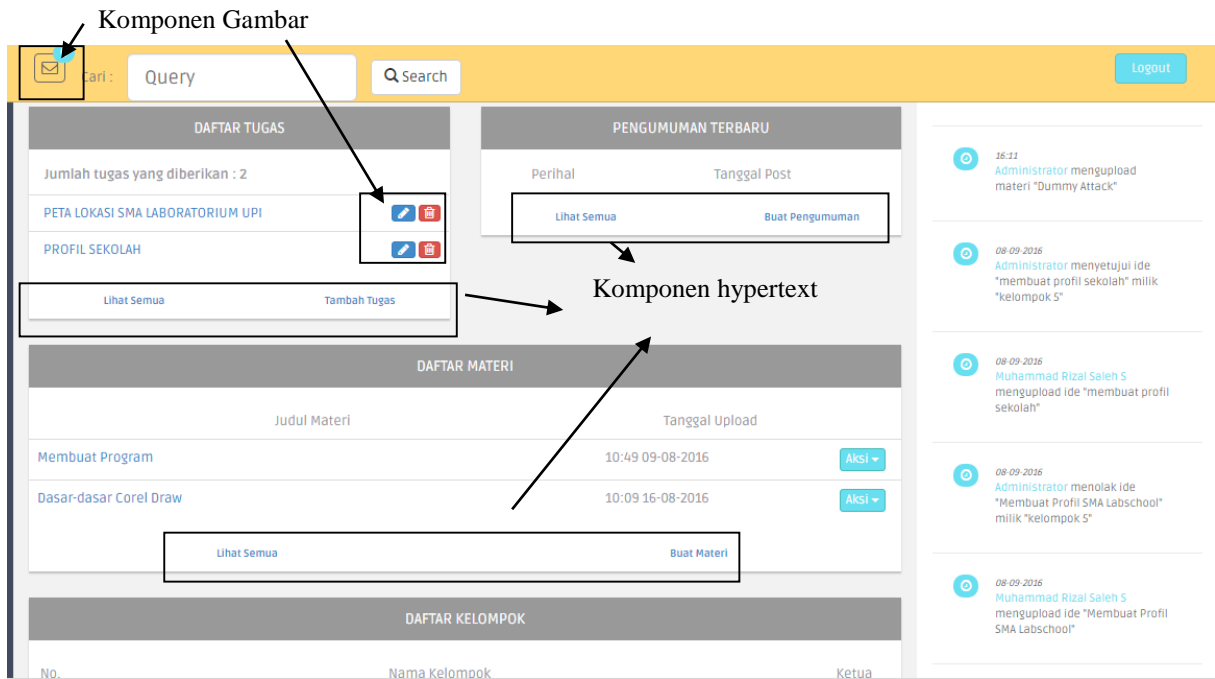 Komponen Gambar
Cari :
Query
Search
Logout
DAFTAR TUGAS
Jumlah tugas yang diberikan : 2
PETA LOKASI SMA LABORATORIUM UPI
PROFIL SEKOLAH
Lihat Semua
Tambah Tugas
PENGUMUMAN TERBARU
Perihal
Tanggal Post
Lihat Semua
Buat Pengumuman
Komponen hypertext
DAFTAR MATERI
Judul Materi
Tanggal Upload
Membuat Program
10:49 09-08-2016
Aksi
Dasar-dasar Corel Draw
10:09 16-08-2016
Aksi
Lihat Semua
Buat Materi
DAFTAR KELOMPOK
No.
Nama Kelompok
Ketua
16:11
Administrator mengupload
materi "Dummy Attack"
08-09-2016
Administrator menyetujui ide
"membuat profil sekolah" milik
"kelompok 5"
08-09-2016
Muhammad Rizal Saleh S
mengupload ide "membuat profil
sekolah"
08-09-2016
Administrator menolak ide
"Membuat Profil SMA Labschool"
milik "kelompok 5"
08-09-2016
Muhammad Rizal Saleh S
mengupload ide "Membuat Profil
SMA Labschool"